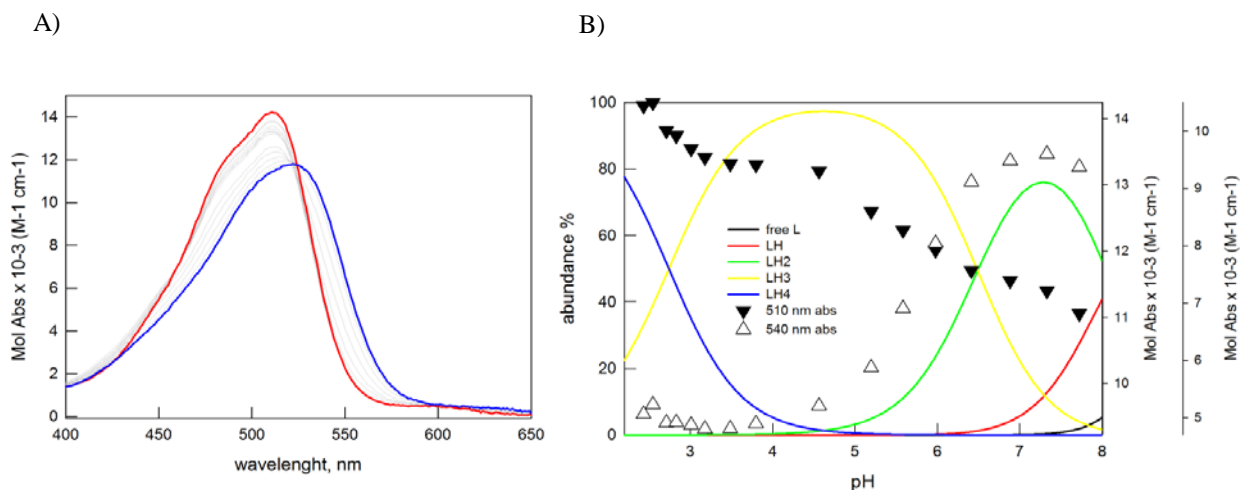 A)
B)
Mol Abs x 10-3 (M-1 cm-1)
14
12
10
8
6
4
2
0
400
450
500
550
600
650
wavelenght, nm
abundance %
100
80
60
40
20
0
free L
LH
LH2
LH3
LH4
510 nm abs
540 nm abs
3
4
5
6
7
8
pH
14
13
12
11
10
Mol Abs x 10-3 (M-1 cm-1)
10
9
8
7
6
5
Mol Abs x 10-3 (M-1 cm-1)